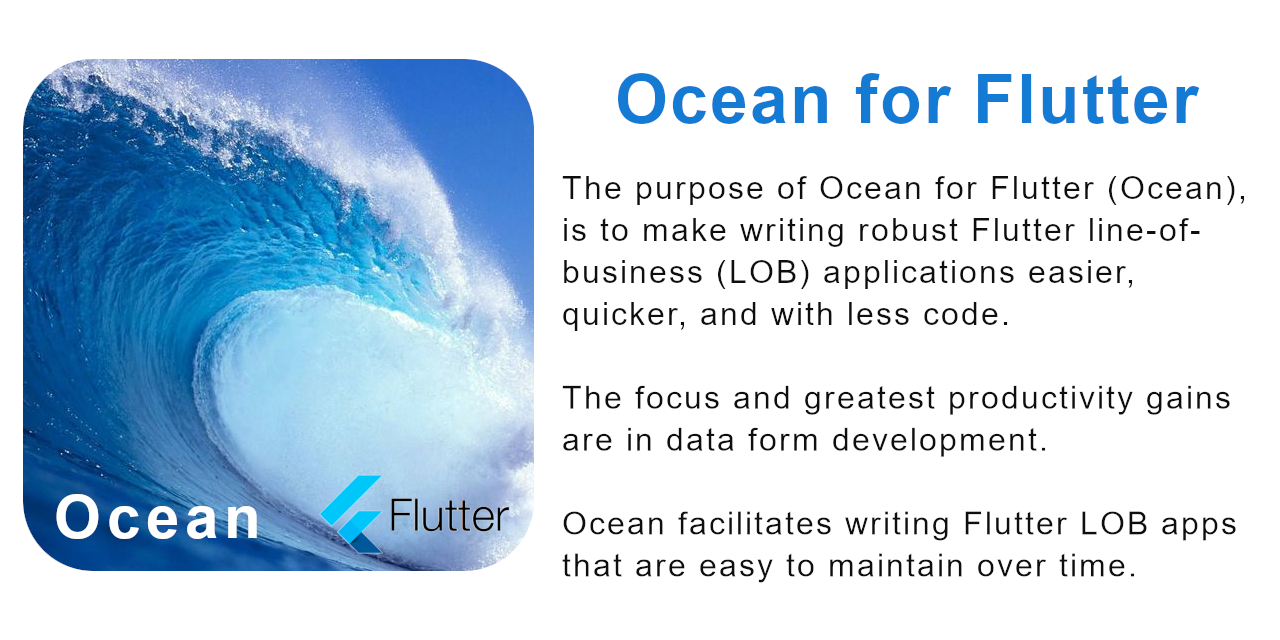 Ocean for Flutter
The purpose of Ocean for Flutter (Ocean),
is to make writing robust Flutter line-of-
business (LOB) applications easier,
quicker, and with less code.
The focus and greatest productivity gains
are in data form development.
Ocean facilitates writing Flutter LOB apps
that are easy to maintain over time.
Ocean
Flutter